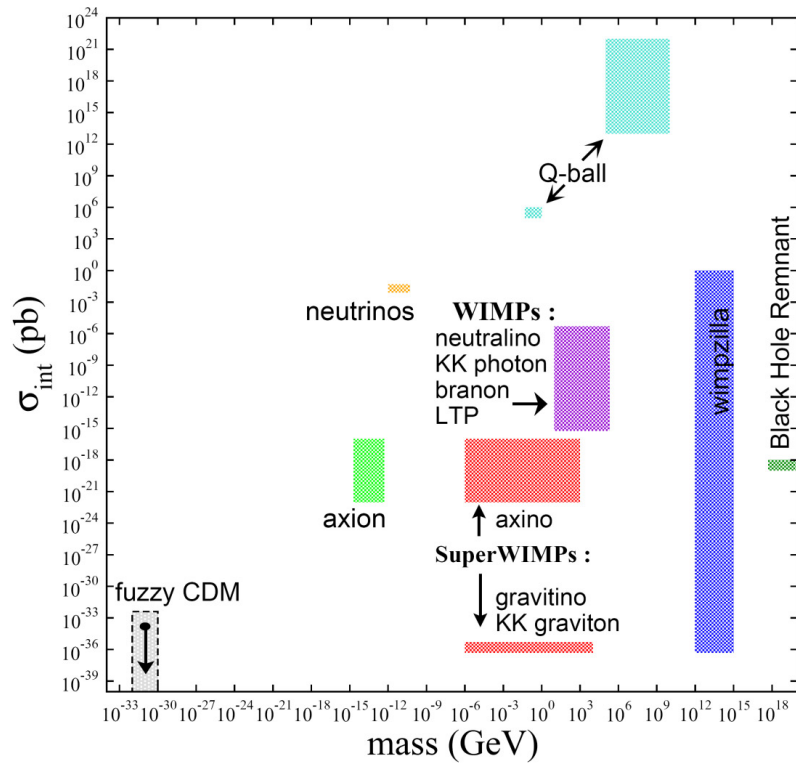 10^24
10^21
10^18
10^15
10^12
10^9
10^6
10^3
10^0
10^-3
10^-6
10^-9
10^-12
10^-15
10^-18
10^-21
10^-24
10^-27
10^-30
10^-33
10^-36
10^-39
σ_int (pb)
Q-ball
neutrinos
WIMPs :
neutralino
KK photon
branon
LTP
wimpzilla
Black Hole Remnant
axion
axino
SuperWIMPs :
gravitino
KK graviton
fuzzy CDM
10^-33 10^-30 10^-27 10^-24 10^-21 10^-18 10^-15 10^-12 10^-9 10^-6 10^-3 10^0 10^3 10^6 10^9 10^12 10^15 10^18
mass (GeV)